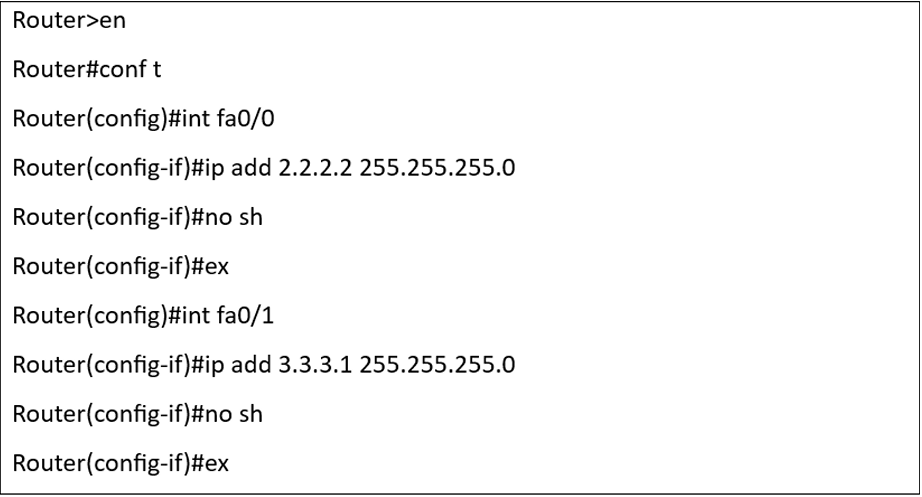 Router>en
Router#conf t
Router(config)#int fa0/0
Router(config-if)#ip add 2.2.2.2 255.255.255.0
Router(config-if)#no sh
Router(config-if)#ex
Router(config)#int fa0/1
Router(config-if)#ip add 3.3.3.1 255.255.255.0
Router(config-if)#no sh
Router(config-if)#ex